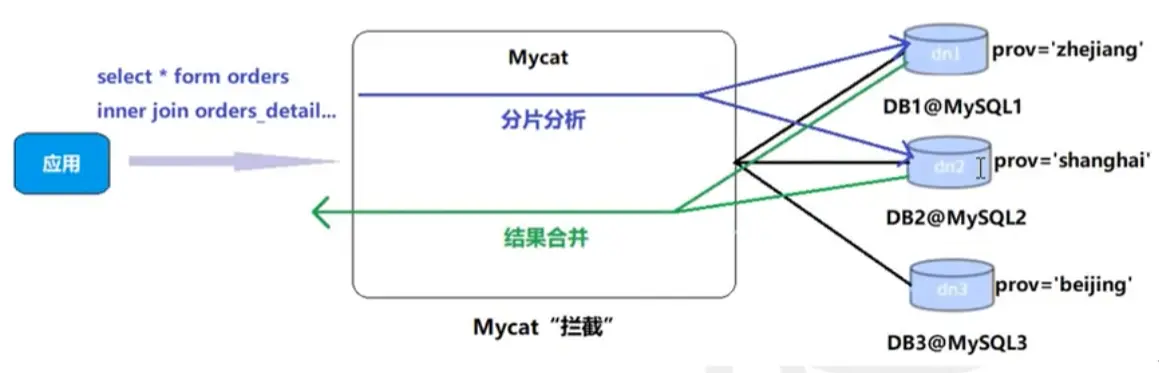 select * form orders
inner join orders_detail...
应用
Mycat
分片分析
结果合并
Mycat“拦截”
dn1
prov='zhejiang'
DB1@MySQL1
dn2
prov='shanghai'
DB2@MySQL2
dn3
prov='beijing'
DB3@MySQL3